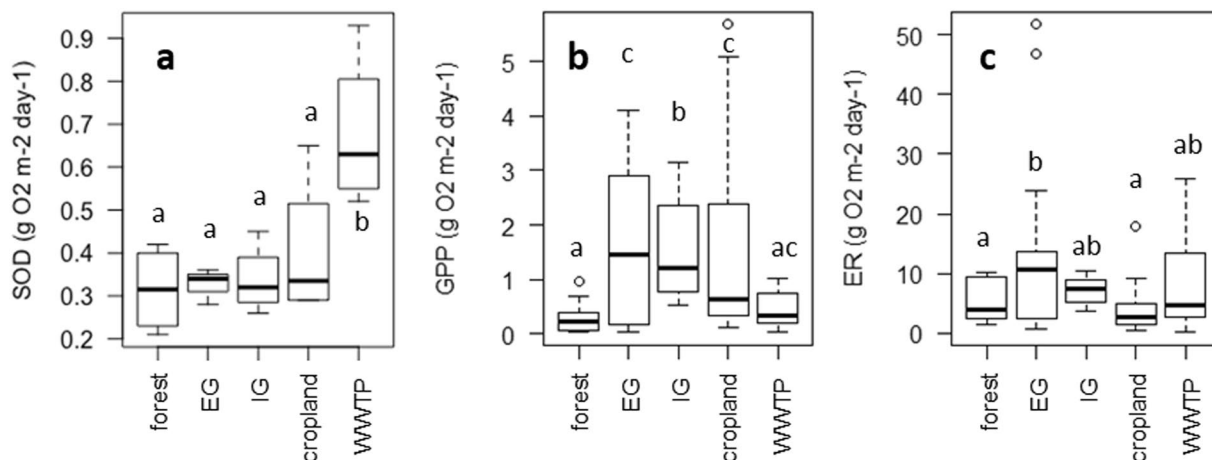 a
SOD (g O2 m-2 day-1)
0.9
0.8
0.7
0.6
0.5
0.4
0.3
0.2
a
a
a
a
b
forest
EG
IG
cropland
WWTP
b
GPP (g O2 m-2 day-1)
5
4
3
2
1
0
a
c
b
c
ac
forest
EG
IG
cropland
WWTP
c
ER (g O2 m-2 day-1)
50
40
30
20
10
0
a
b
ab
a
ab
forest
EG
IG
cropland
WWTP